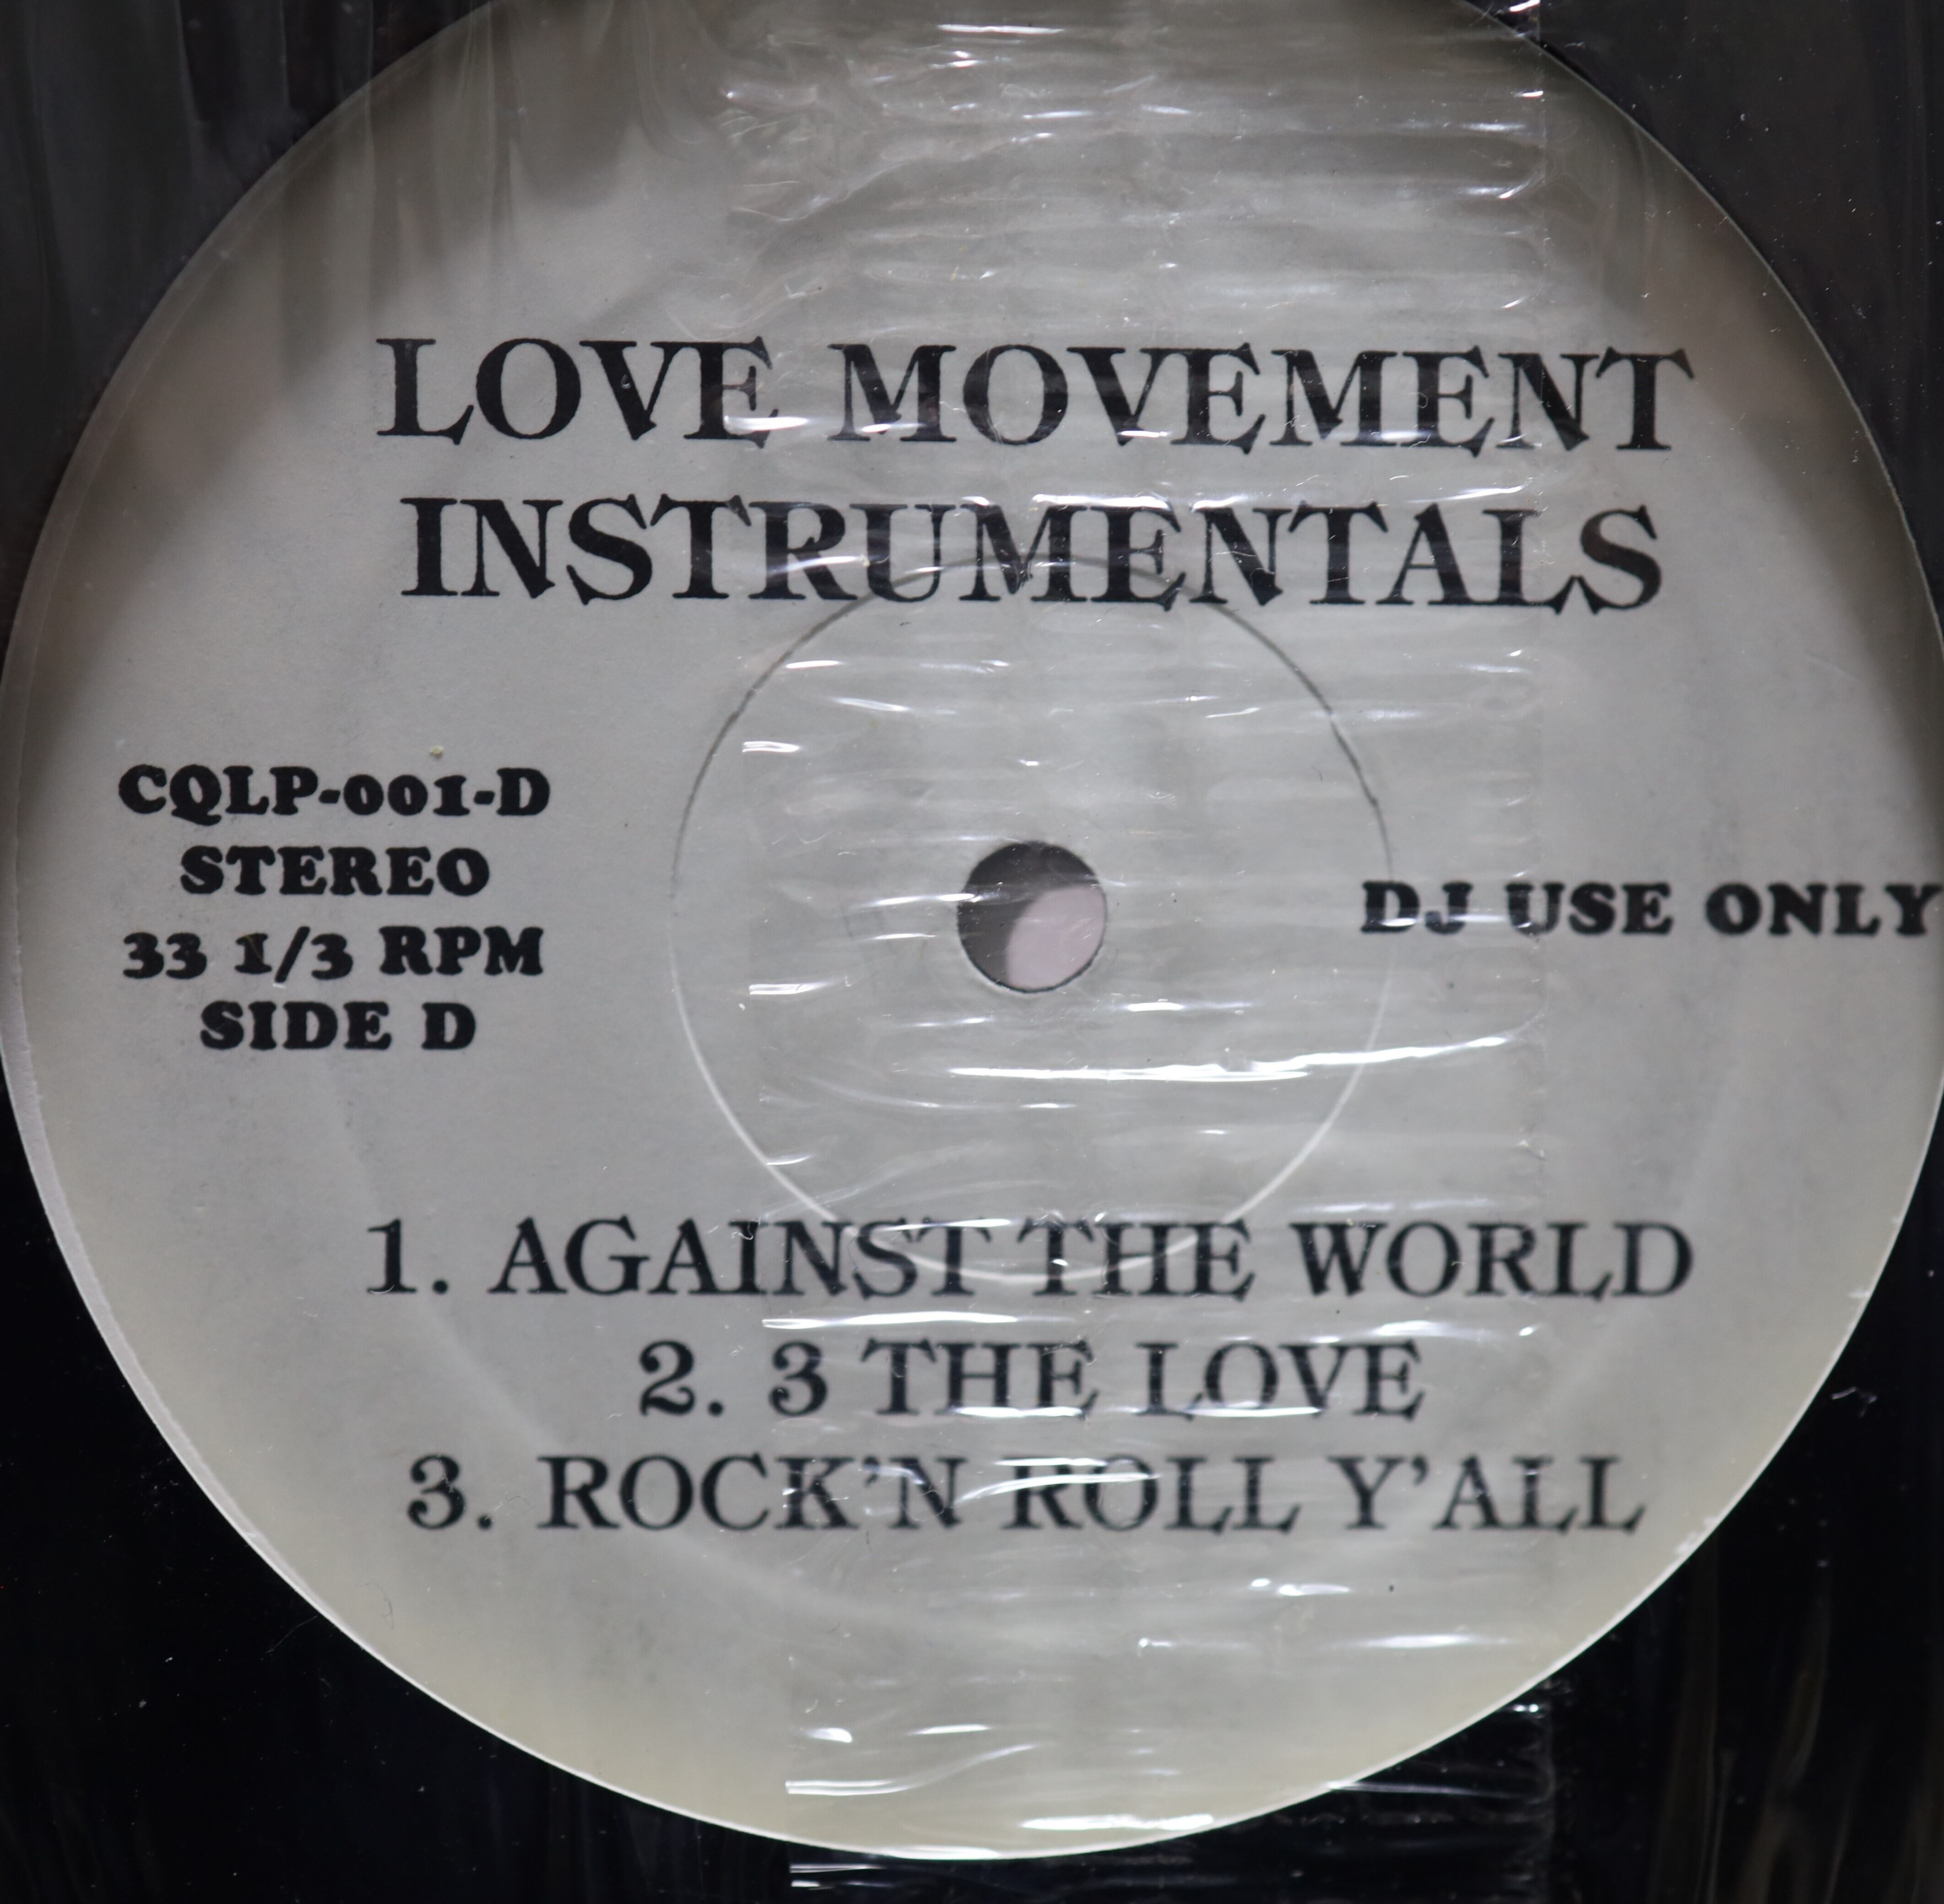 LOVE MOVEMENT
INSTRUMENTALS
CQLP-001-D
STEREO
33 1/3 RPM
SIDE D
DJ USE ONLY
1. AGAINST THE WORLD
2. 3 THE LOVE
3. ROCK'N ROLL Y'ALL